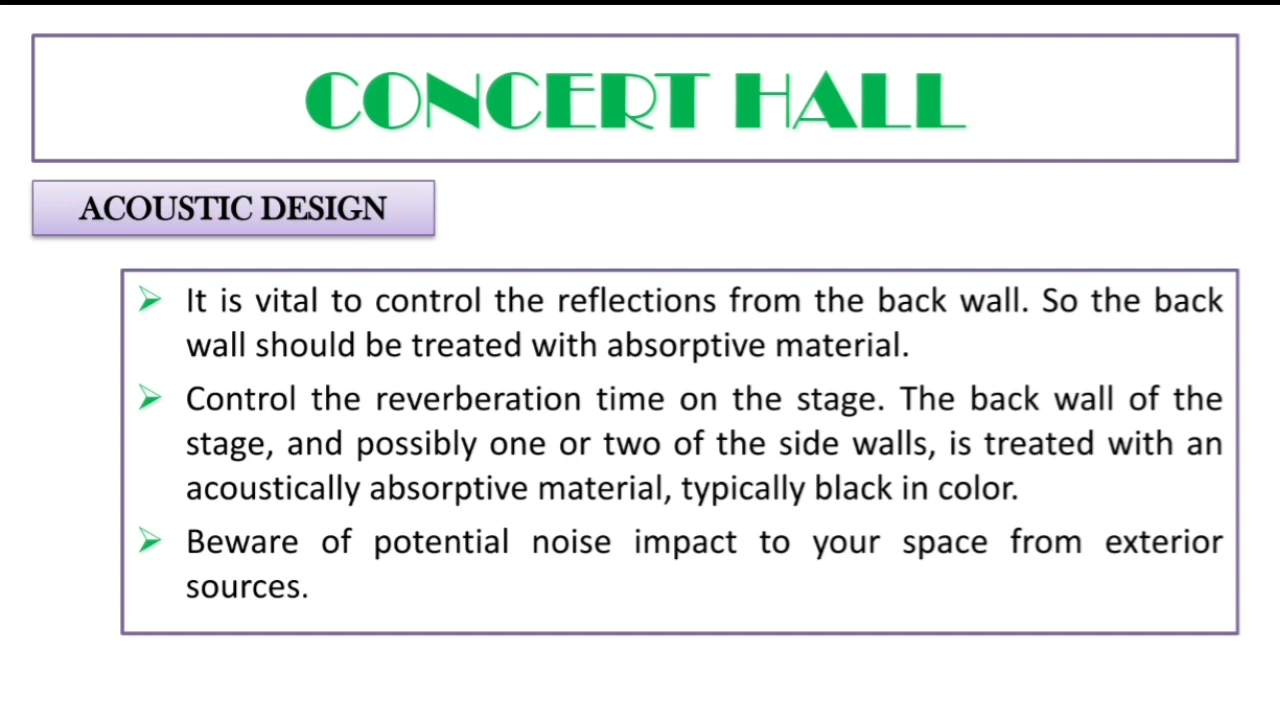 CONCERT HALL
ACOUSTIC DESIGN
It is vital to control the reflections from the back wall. So the back
wall should be treated with absorptive material.
Control the reverberation time on the stage. The back wall of the
stage, and possibly one or two of the side walls, is treated with an
acoustically absorptive material, typically black in color.
Beware of potential noise impact to your space from exterior
sources.